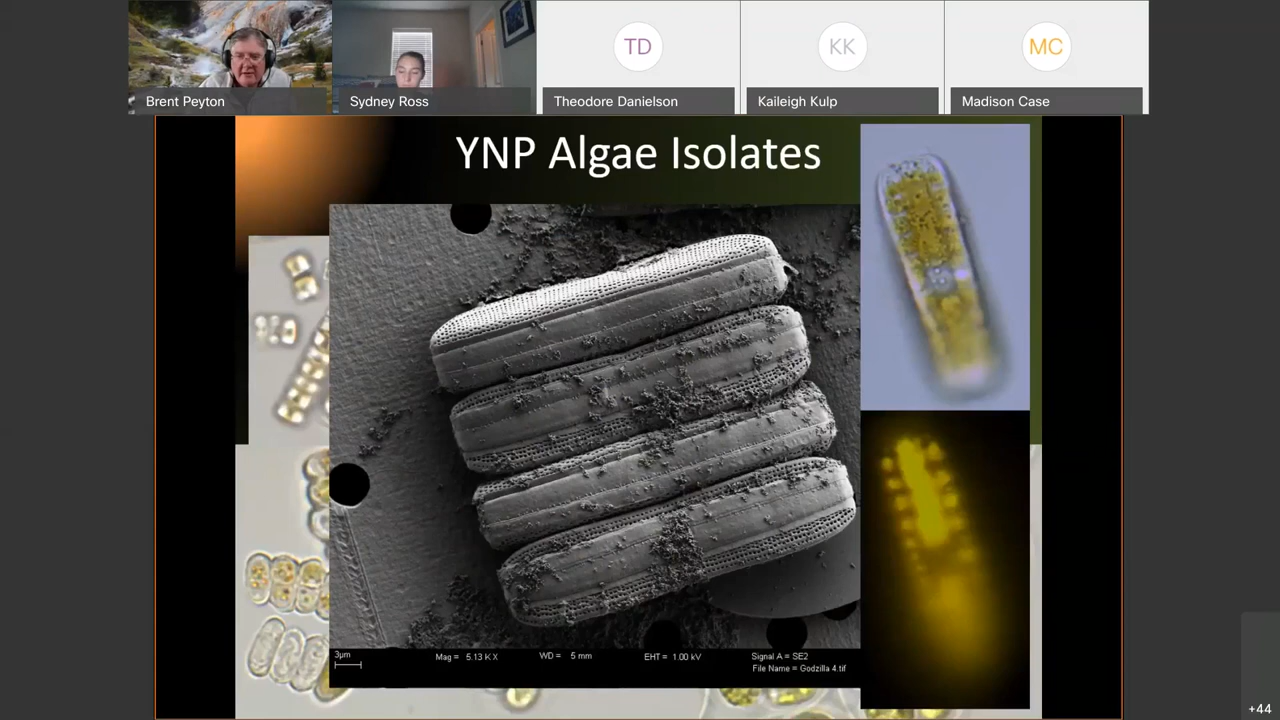 TD
KK
MC
Brent Peyton
Sydney Ross
Theodore Danielson
Kaileigh Kulp
Madison Case
YNP Algae Isolates
3µm
Mag = 5.13 K X
WD = 5 mm
EHT = 1.00 kV
Signal A = SE2
File Name = Godzilla 4.tif
+44